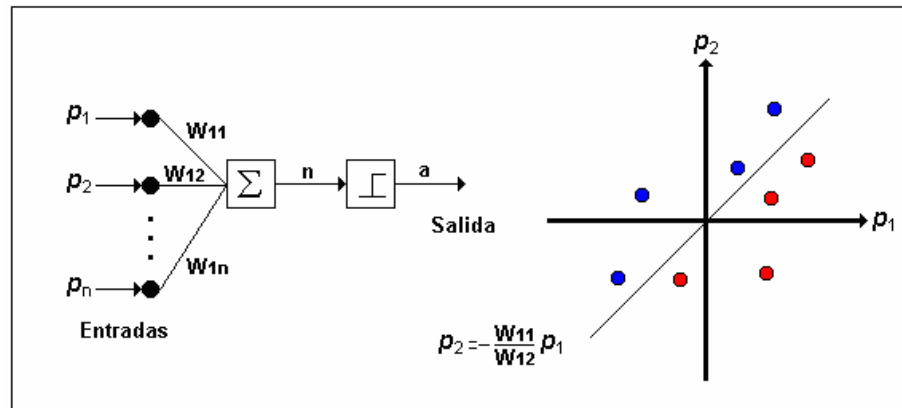 p₁
W₁₁
p₂
W₁₂
Σ
n
a
Salida
W₁ₙ
pₙ
Entradas
p₂
p₁
p₂ = -W₁₁/W₁₂ p₁